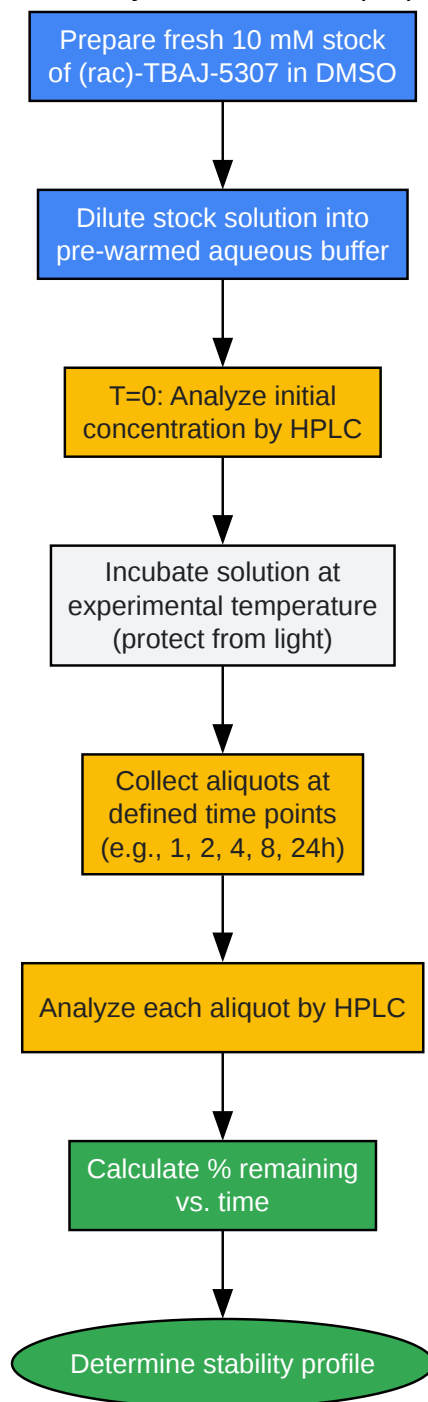 Prepare fresh 10 mM stock
of (rac)-TBAJ-5307 in DMSO
Dilute stock solution into
pre-warmed aqueous buffer
T=0: Analyze initial
concentration by HPLC
Incubate solution at
experimental temperature
(protect from light)
Collect aliquots at
defined time points
(e.g., 1, 2, 4, 8, 24h)
Analyze each aliquot by HPLC
Calculate % remaining
vs. time
Determine stability profile